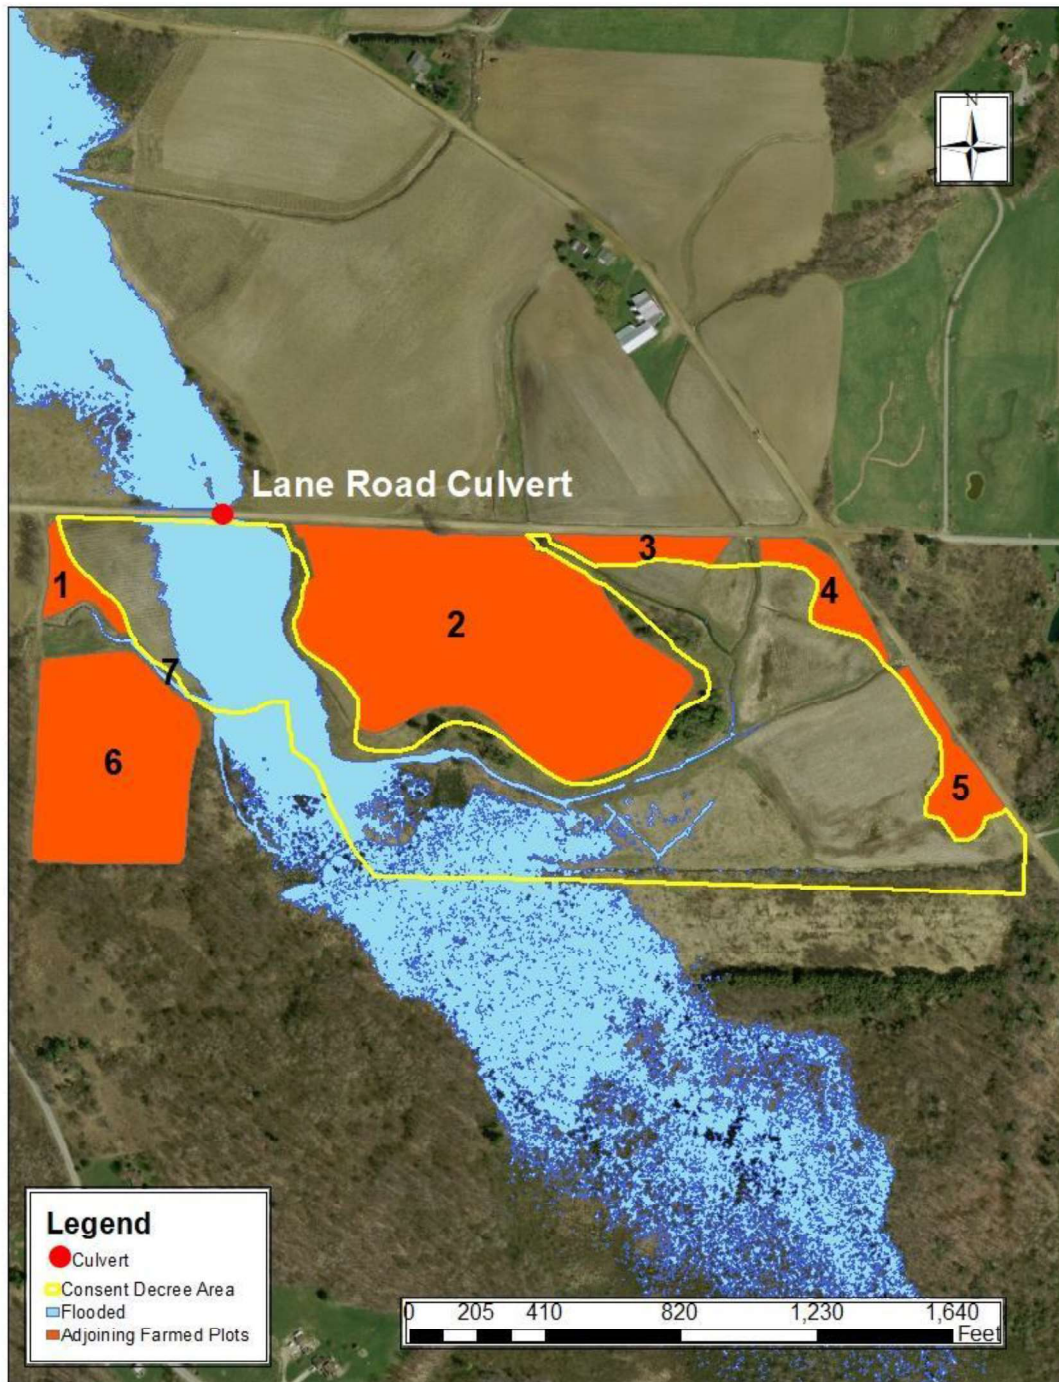 N
Lane Road Culvert
1
2
3
4
5
6
7
Legend
Culvert
Consent Decree Area
Flooded
Adjoining Farmed Plots
0 205 410 820 1,230 1,640
Feet